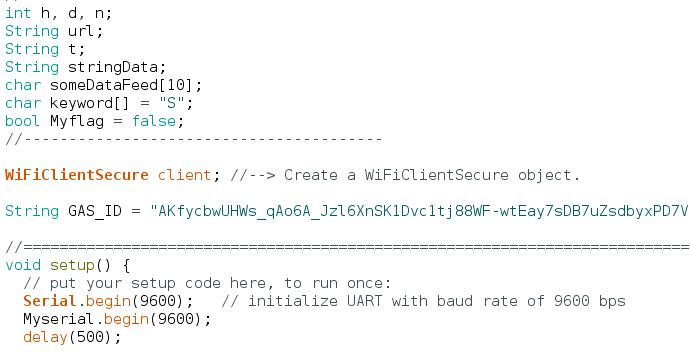 int h, d, n;
String url;
String t;
String stringData;
char someDataFeed[10];
char keyword[] = "S";
bool Myflag = false;
//----------------------------------------
WiFiClientSecure client; //--> Create a WiFiClientSecure object.
String GAS_ID = "AKfycbwUHWs_qAo6A_Jzl6XnSK1Dvc1tj88WF-wtEay7sDB7uZsdbyxPD7V
//==========================================================================
void setup() {
// put your setup code here, to run once:
Serial.begin(9600);   // initialize UART with baud rate of 9600 bps
Myserial.begin(9600);
delay(500);